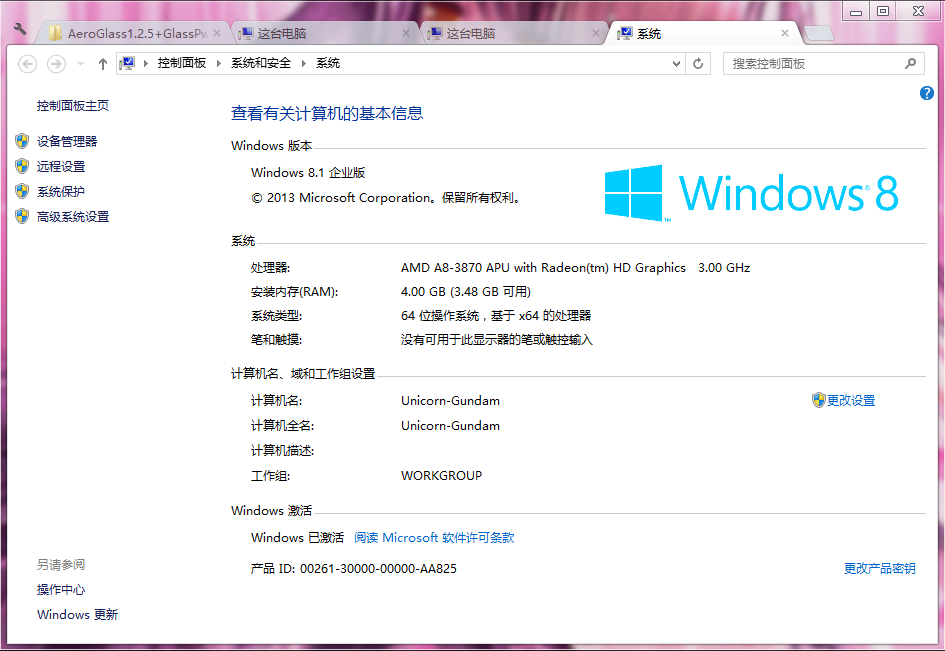 AeroGlass1.2.5+GlassPw
这台电脑
这台电脑
系统
控制面板 系统和安全 系统
搜索控制面板
控制面板主页
设备管理器
远程设置
系统保护
高级系统设置
查看有关计算机的基本信息
Windows 版本
Windows 8.1 企业版
© 2013 Microsoft Corporation。保留所有权利。
Windows 8
系统
处理器: AMD A8-3870 APU with Radeon(tm) HD Graphics 3.00 GHz
安装内存(RAM): 4.00 GB (3.48 GB 可用)
系统类型: 64 位操作系统，基于 x64 的处理器
笔和触摸: 没有可用于此显示器的笔或触控输入
计算机名、域和工作组设置
计算机名: Unicorn-Gundam 更改设置
计算机全名: Unicorn-Gundam
计算机描述:
工作组: WORKGROUP
Windows 激活
Windows 已激活 阅读 Microsoft 软件许可条款
产品 ID: 00261-30000-00000-AA825 更改产品密钥
另请参阅
操作中心
Windows 更新